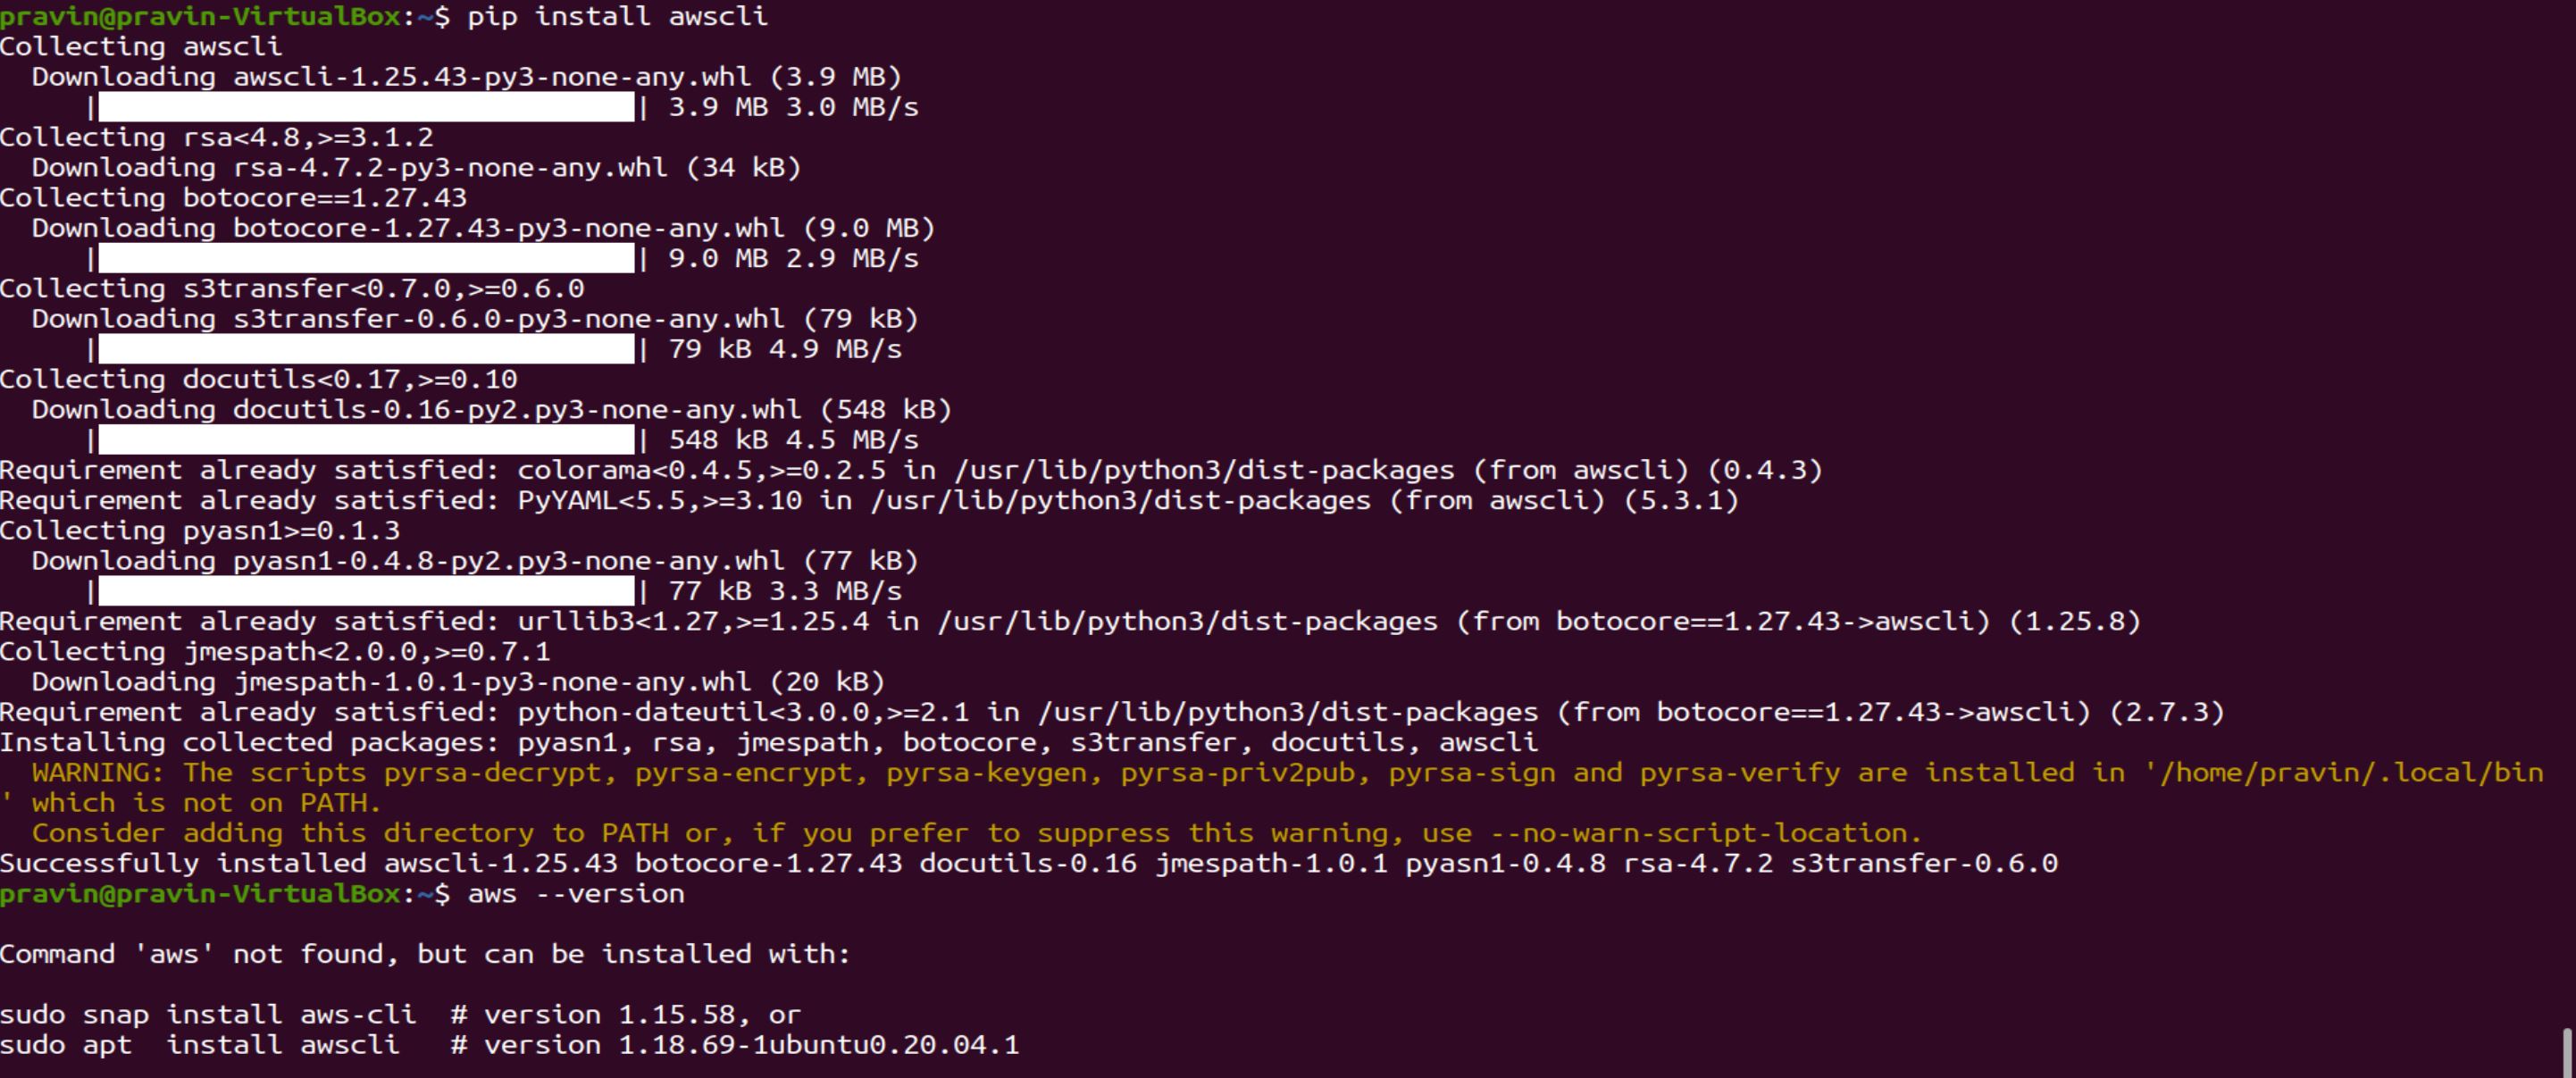 pravin@pravin-VirtualBox:~$ pip install awscli
Collecting awscli
  Downloading awscli-1.25.43-py3-none-any.whl (3.9 MB)
     | | 3.9 MB 3.0 MB/s
Collecting rsa<4.8,>=3.1.2
  Downloading rsa-4.7.2-py3-none-any.whl (34 kB)
Collecting botocore==1.27.43
  Downloading botocore-1.27.43-py3-none-any.whl (9.0 MB)
     | | 9.0 MB 2.9 MB/s
Collecting s3transfer<0.7.0,>=0.6.0
  Downloading s3transfer-0.6.0-py3-none-any.whl (79 kB)
     | | 79 kB 4.9 MB/s
Collecting docutils<0.17,>=0.10
  Downloading docutils-0.16-py2.py3-none-any.whl (548 kB)
     | | 548 kB 4.5 MB/s
Requirement already satisfied: colorama<0.4.5,>=0.2.5 in /usr/lib/python3/dist-packages (from awscli) (0.4.3)
Requirement already satisfied: PyYAML<5.5,>=3.10 in /usr/lib/python3/dist-packages (from awscli) (5.3.1)
Collecting pyasn1>=0.1.3
  Downloading pyasn1-0.4.8-py2.py3-none-any.whl (77 kB)
     | | 77 kB 3.3 MB/s
Requirement already satisfied: urllib3<1.27,>=1.25.4 in /usr/lib/python3/dist-packages (from botocore==1.27.43->awscli) (1.25.8)
Collecting jmespath<2.0.0,>=0.7.1
  Downloading jmespath-1.0.1-py3-none-any.whl (20 kB)
Requirement already satisfied: python-dateutil<3.0.0,>=2.1 in /usr/lib/python3/dist-packages (from botocore==1.27.43->awscli) (2.7.3)
Installing collected packages: pyasn1, rsa, jmespath, botocore, s3transfer, docutils, awscli
  WARNING: The scripts pyrsa-decrypt, pyrsa-encrypt, pyrsa-keygen, pyrsa-priv2pub, pyrsa-sign and pyrsa-verify are installed in '/home/pravin/.local/bin
' which is not on PATH.
  Consider adding this directory to PATH or, if you prefer to suppress this warning, use --no-warn-script-location.
Successfully installed awscli-1.25.43 botocore-1.27.43 docutils-0.16 jmespath-1.0.1 pyasn1-0.4.8 rsa-4.7.2 s3transfer-0.6.0
pravin@pravin-VirtualBox:~$ aws --version

Command 'aws' not found, but can be installed with:

sudo snap install aws-cli  # version 1.15.58, or
sudo apt  install awscli   # version 1.18.69-1ubuntu0.20.04.1